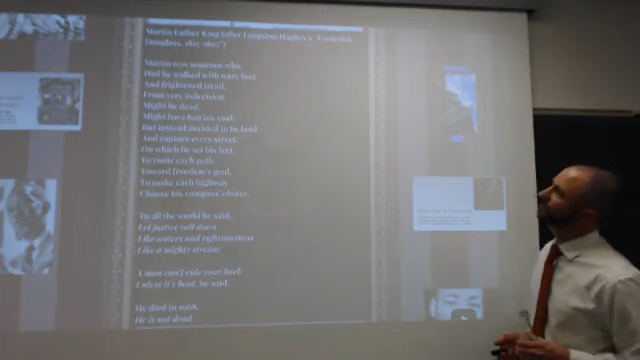 Martin Luther King (after Langston Hughes's "Frederick
Douglass, 1817-1895")
Martin was someone who
Had he walked with wary foot
And frightened tread,
From very indecision
Might be dead,
Might have lost his soul,
But instead decided to be bold
And capture every street
On which he set his feet,
To route each path
Toward freedom's goal,
To make each highway
Choose his compass' choice,
To all the world he said,
Let justice roll down
Like waters and righteousness
Like a mighty stream
A man can't ride your back
Unless it's bent, he said.
He died in 1968.
He is not dead.